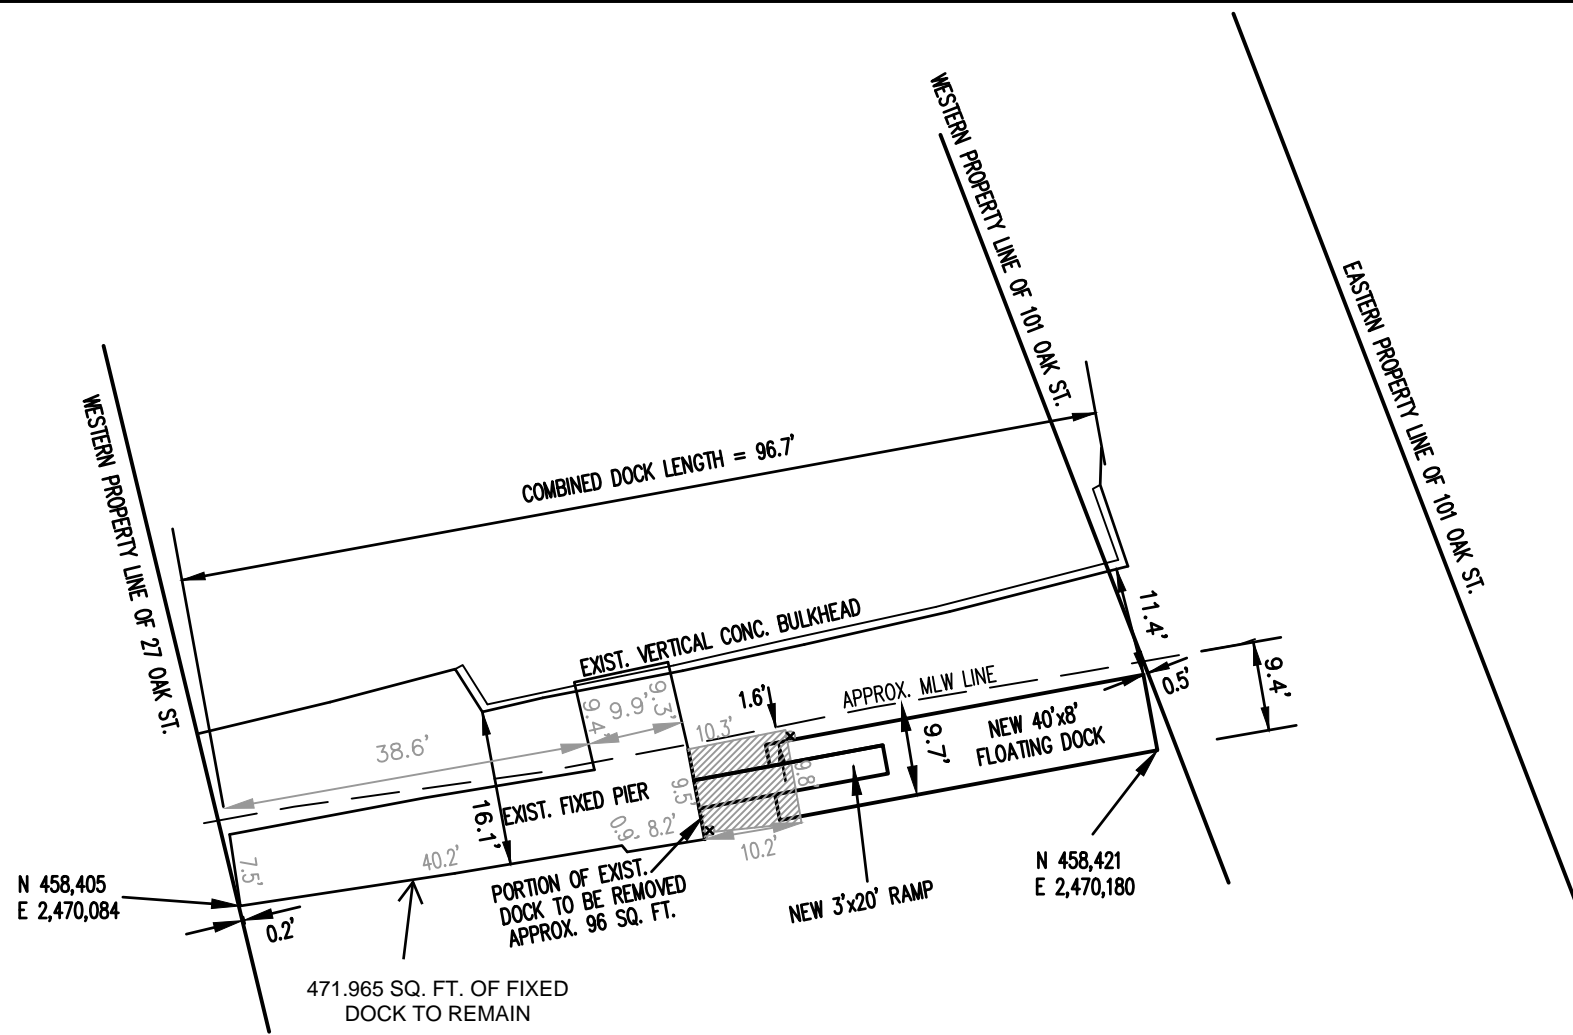 WESTERN PROPERTY LINE OF 101 OAK ST.
EASTERN PROPERTY LINE OF 101 OAK ST.
WESTERN PROPERTY LINE OF 27 OAK ST.
COMBINED DOCK LENGTH = 96.7'
EXIST. VERTICAL CONC. BULKHEAD
11.4'
9.4'
0.5'
APPROX. MLW LINE
1.6'
9.3'
9.9'
9.4'
10.3'
38.6'
NEW 40'x8'
FLOATING DOCK
9.7'
9.8'
9.5'
EXIST. FIXED PIER
16.1'
0.9'
8.2'
10.2'
40.2'
7.5'
N 458,405
E 2,470,084
0.2'
PORTION OF EXIST.
DOCK TO BE REMOVED
APPROX. 96 SQ. FT.
NEW 3'x20' RAMP
N 458,421
E 2,470,180
471.965 SQ. FT. OF FIXED
DOCK TO REMAIN